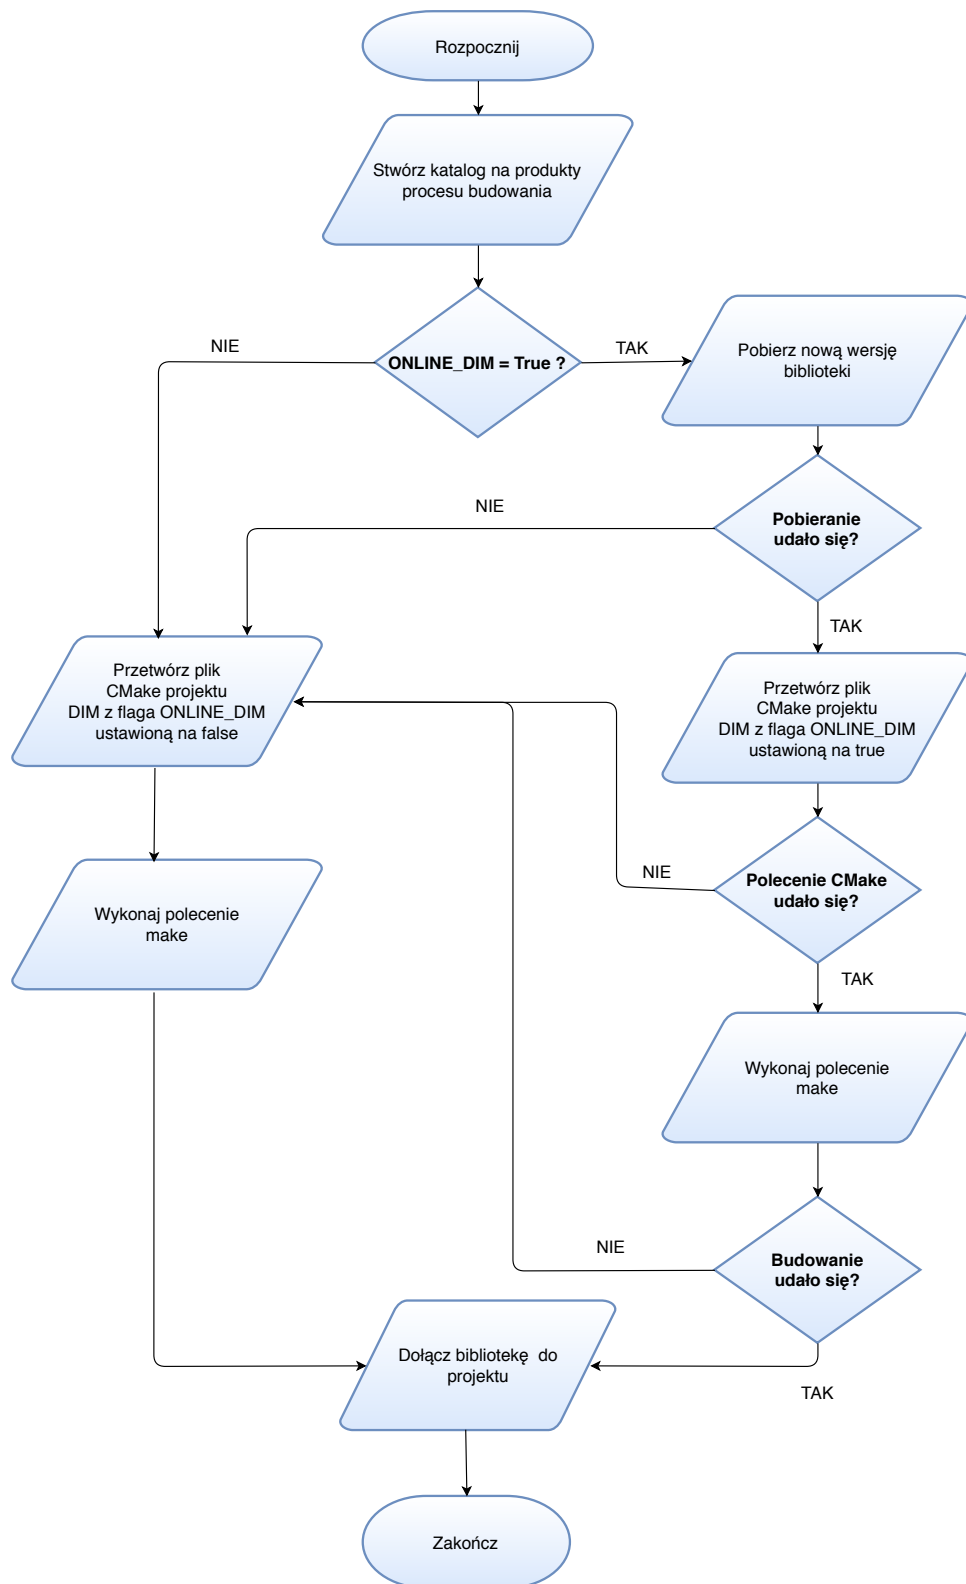 Rozpocznij
Stwórz katalog na produkty
procesu budowania
NIE
ONLINE_DIM = True ?
TAK
Pobierz nową wersję
biblioteki
NIE
Pobieranie
udało się?
TAK
Przetwórz plik
CMake projektu
DIM z flaga ONLINE_DIM
ustawioną na false
Przetwórz plik
CMake projektu
DIM z flaga ONLINE_DIM
ustawioną na true
NIE
Polecenie CMake
udało się?
Wykonaj polecenie
make
TAK
Wykonaj polecenie
make
NIE
Budowanie
udało się?
Dołącz bibliotekę do
projektu
TAK
Zakończ